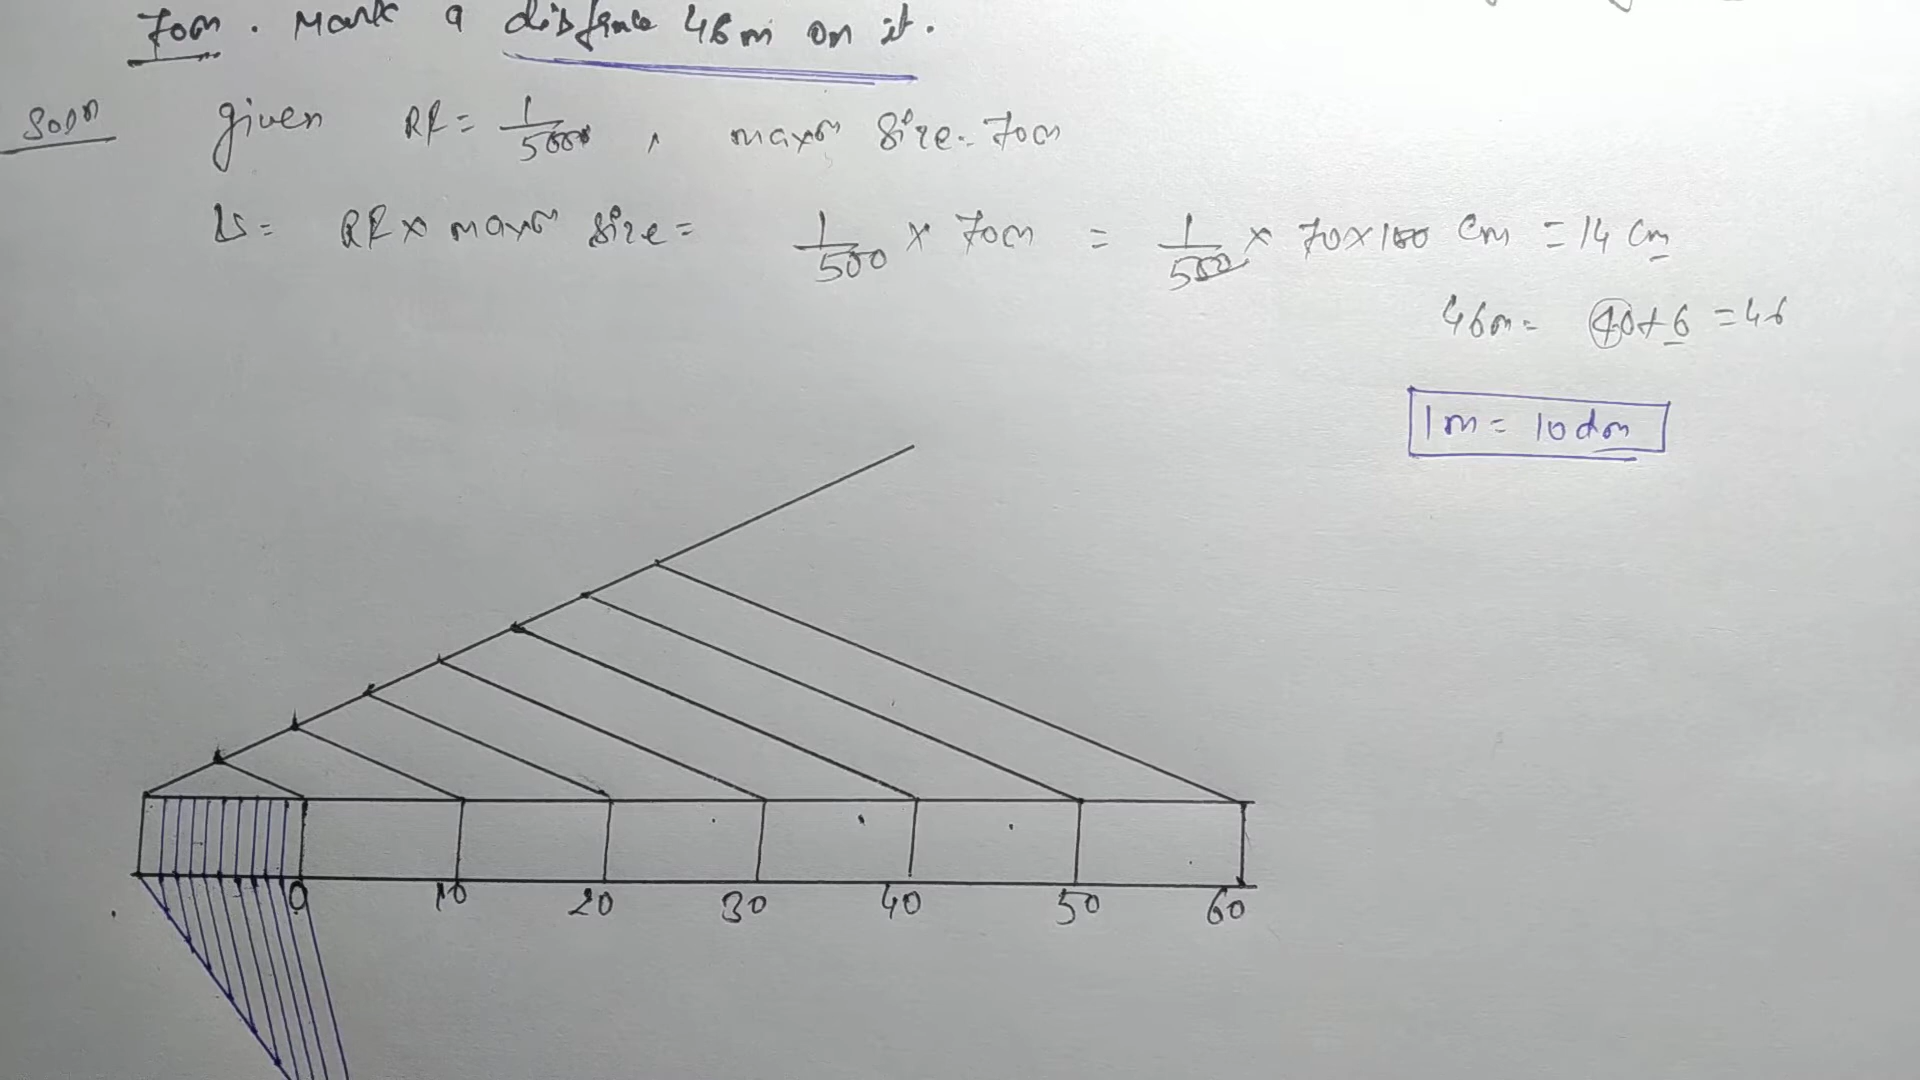 70m. Mark a distance 46m on it.
Soln given RF = 1/500 , maxm Size = 70m
LS = RF x maxm size = 1/500 x 70m = 1/500 x 70x100 cm = 14 cm
46m = 40+6 = 46
1m = 10dm
0 10 20 30 40 50 60